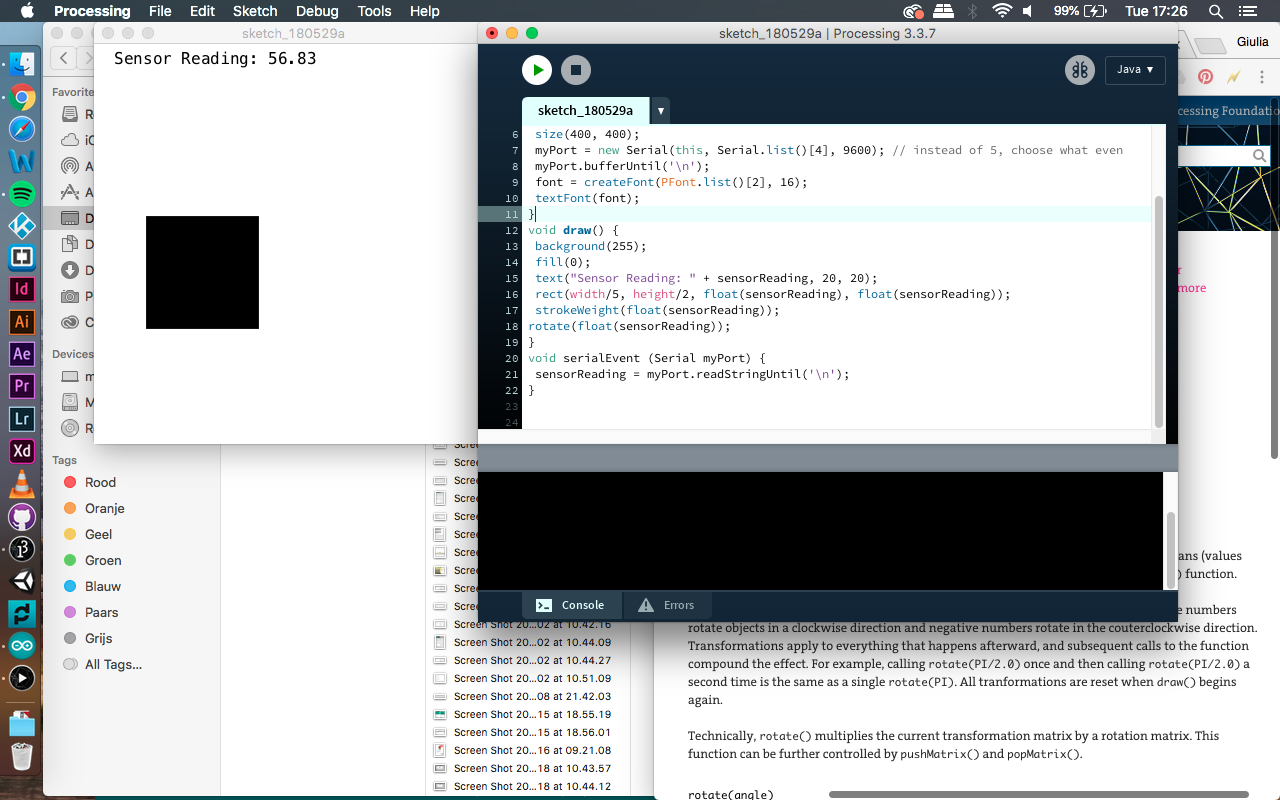 Processing File Edit Sketch Debug Tools Help
99% Tue 17:26
sketch_180529a
Sensor Reading: 56.83
sketch_180529a | Processing 3.3.7
Java ▼
sketch_180529a ▼
6 size(400, 400);
7 myPort = new Serial(this, Serial.list()[4], 9600); // instead of 5, choose what even
8 myPort.bufferUntil('\n');
9 font = createFont(PFont.list()[2], 16);
10 textFont(font);
11 }
12 void draw() {
13 background(255);
14 fill(0);
15 text("Sensor Reading: " + sensorReading, 20, 20);
16 rect(width/5, height/2, float(sensorReading), float(sensorReading));
17 strokeWeight(float(sensorReading));
18 rotate(float(sensorReading));
19 }
20 void serialEvent (Serial myPort) {
21 sensorReading = myPort.readStringUntil('\n');
22 }
23
24
Console Errors
Giulia
cessing Foundatio
r
more
Favorite
R
iC
A
A
D
D
D
P
C
Devices
m
M
R
Tags
Rood
Oranje
Geel
Groen
Blauw
Paars
Grijs
All Tags...
Id
Ai
Ae
Pr
Lr
Xd
Scree
Scree
Scree
Scree
Scree
Scree
Scree
Scree
Scree
Scree
Screen Shot 20...02 at 10.42.16
Screen Shot 20...02 at 10.44.09
Screen Shot 20...02 at 10.44.27
Screen Shot 20...02 at 10.51.09
Screen Shot 20...08 at 21.42.03
Screen Shot 20...15 at 18.55.19
Screen Shot 20...15 at 18.56.01
Screen Shot 20...16 at 09.21.08
Screen Shot 20...18 at 10.43.57
Screen Shot 20...18 at 10.44.12
ans (values
) function.
e numbers
rotate objects in a clockwise direction and negative numbers rotate in the couterclockwise direction.
Transformations apply to everything that happens afterward, and subsequent calls to the function
compound the effect. For example, calling rotate(PI/2.0) once and then calling rotate(PI/2.0) a
second time is the same as a single rotate(PI). All tranformations are reset when draw() begins
again.
Technically, rotate() multiplies the current transformation matrix by a rotation matrix. This
function can be further controlled by pushMatrix() and popMatrix().
rotate(angle)